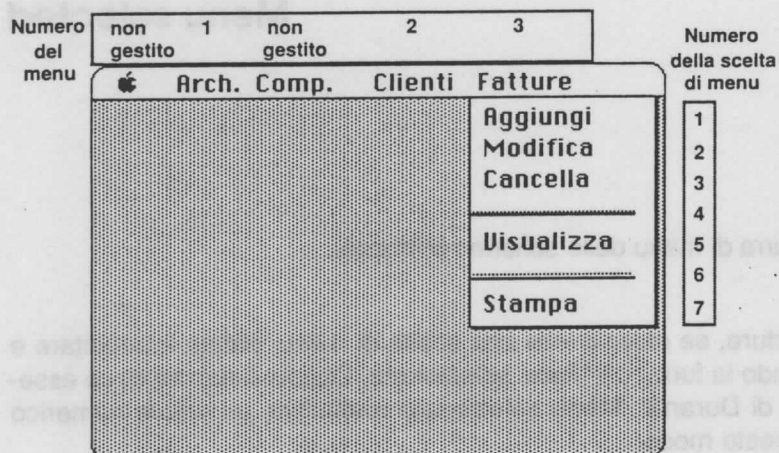 Numero del menu
non gestito
1
non gestito
2
3
Numero della scelta di menu
Arch. Comp. Clienti Fatture
Aggiungi
Modifica
Cancella
Visualizza
Stampa
1
2
3
4
5
6
7